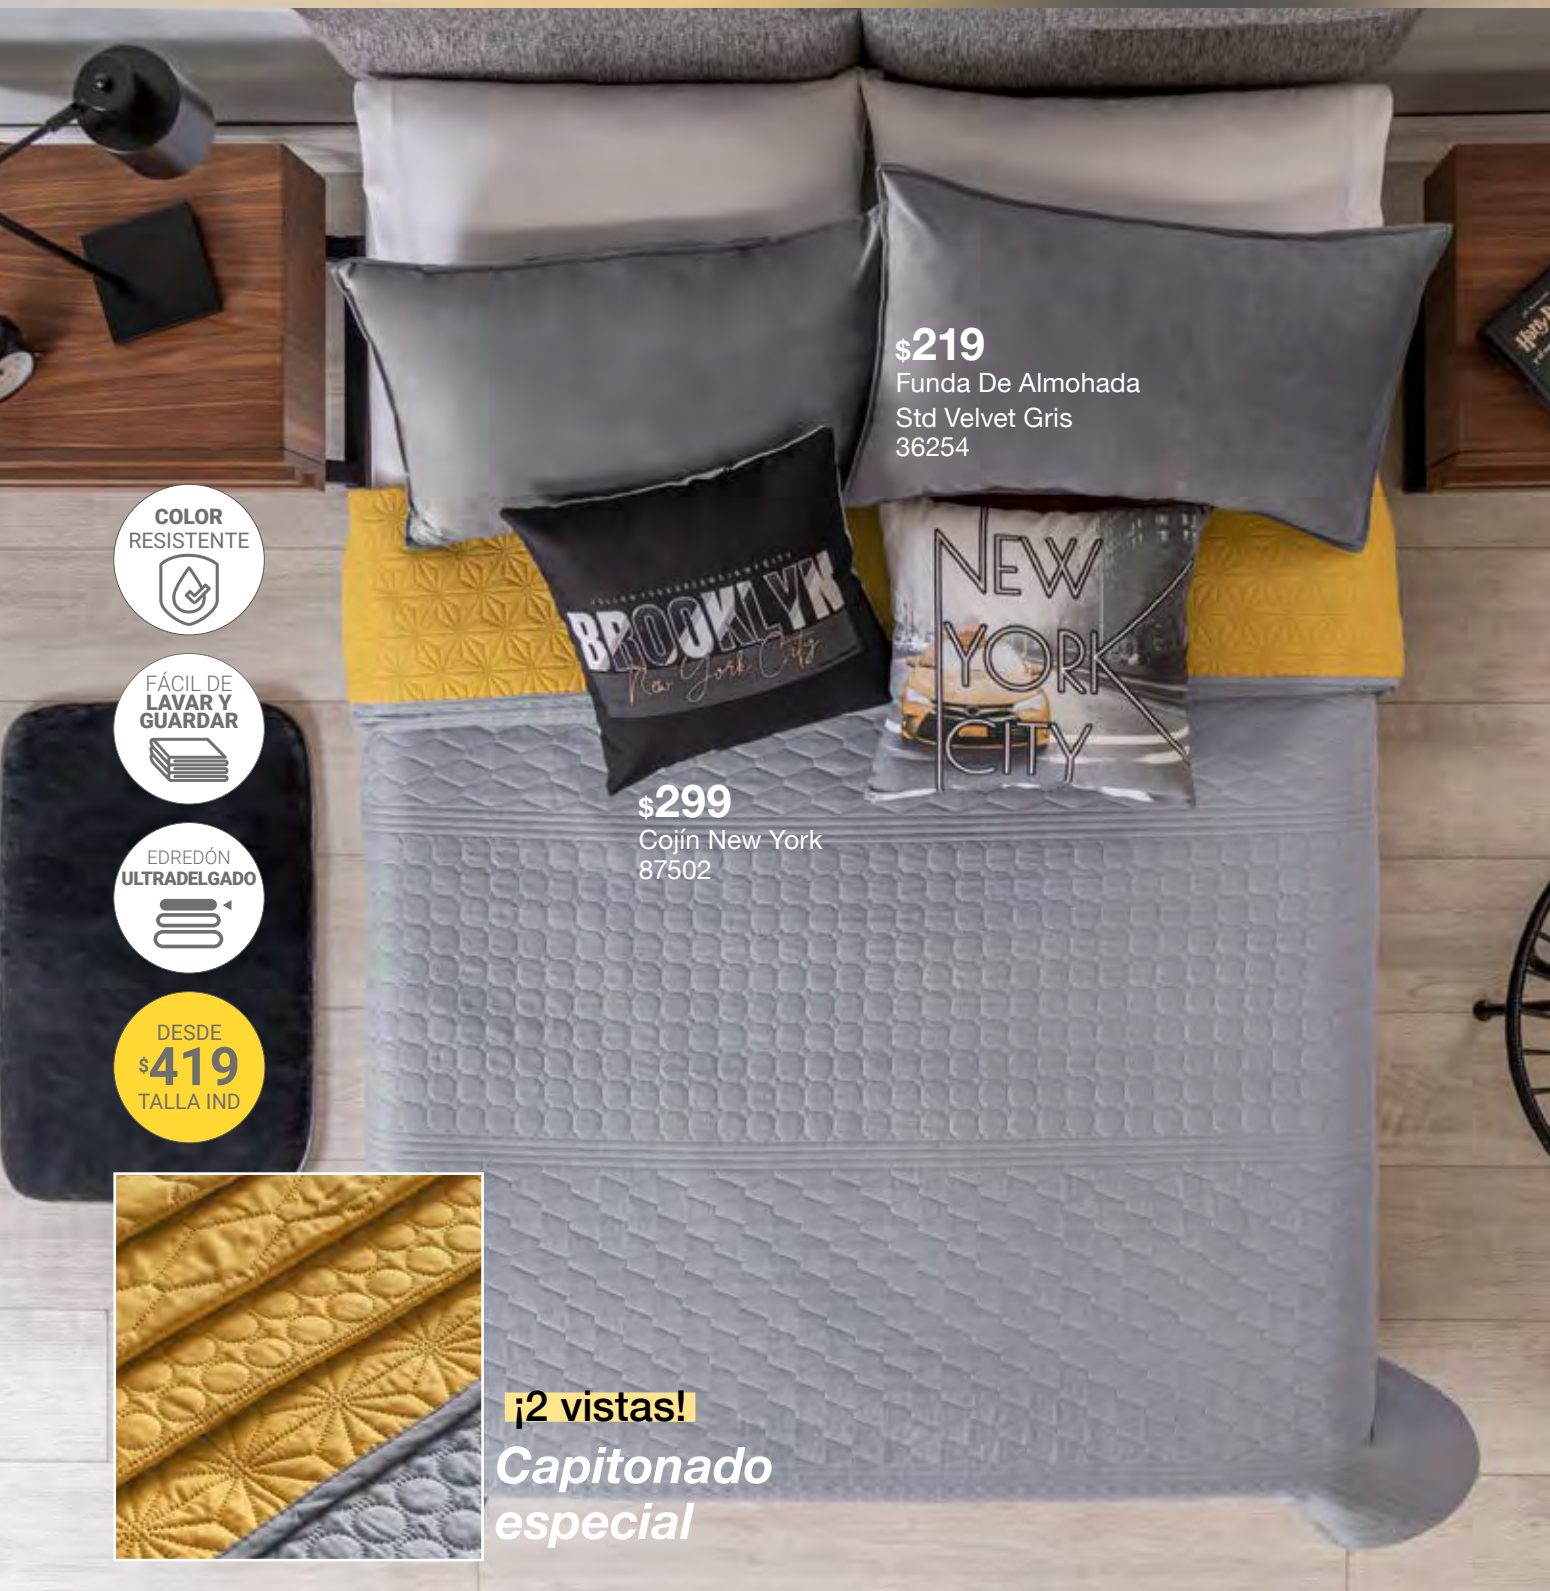 $219
Funda De Almohada
Std Velvet Gris
36254
COLOR
RESISTENTE
BROOKLYN
New York City
NEW
YORK
CITY
FÁCIL DE
LAVAR Y
GUARDAR
$299
Cojín New York
87502
EDREDÓN
ULTRADELGADO
DESDE
$419
TALLA IND
¡2 vistas!
Capitonado
especial